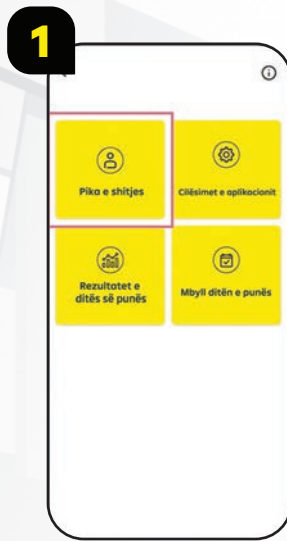 1
Pika e shitjes
Cilësimet e aplikacionit
Rezultatet e
ditës së punës
Mbyll ditën e punës